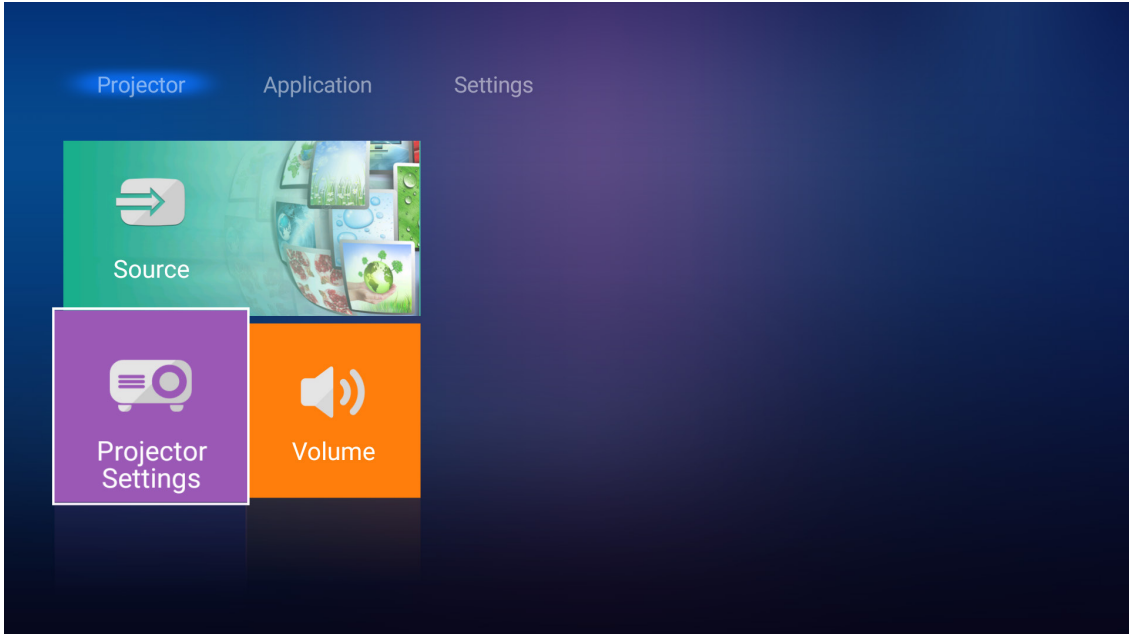 Projector Application Settings
Source
Projector
Settings
Volume